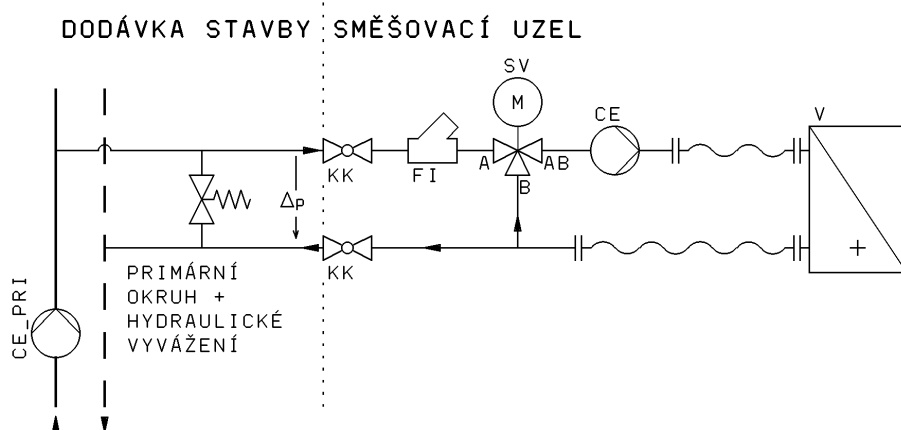 DODÁVKA STAVBY SMĚŠOVACÍ UZEL
SV
M
CE
V
A
AB
B
KK
FI
Δp
KK
+
PRIMÁRNÍ
OKRUH +
HYDRAULICKÉ
VYVÁŽENÍ
CE_PRI